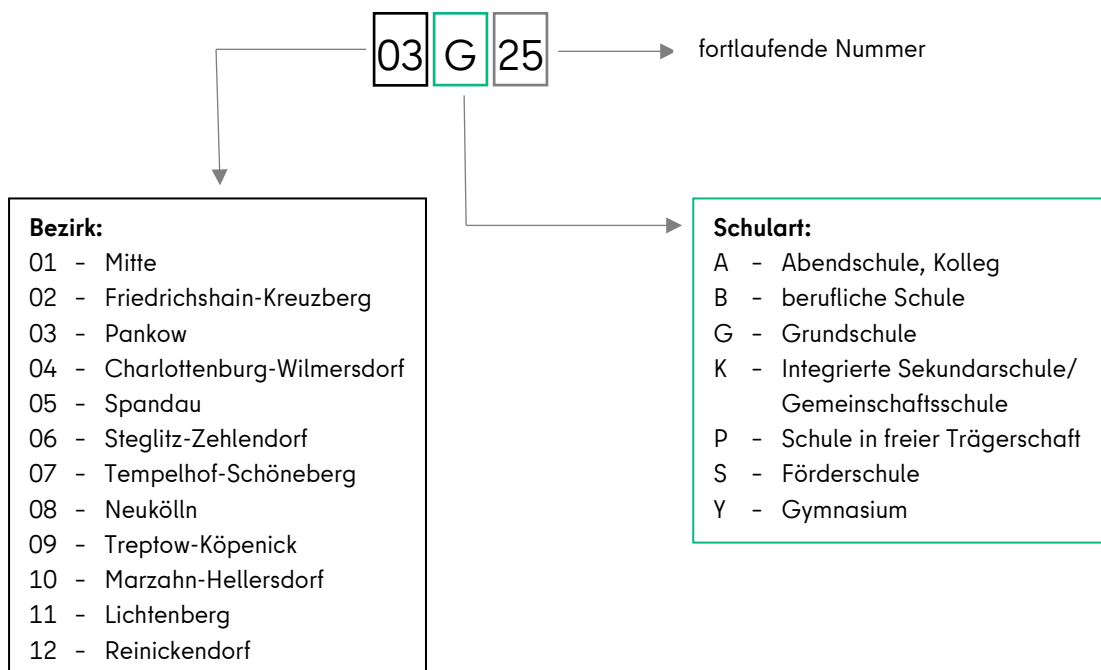 03 G 25 fortlaufende Nummer
Bezirk:
01 - Mitte
02 - Friedrichshain-Kreuzberg
03 - Pankow
04 - Charlottenburg-Wilmersdorf
05 - Spandau
06 - Steglitz-Zehlendorf
07 - Tempelhof-Schöneberg
08 - Neukölln
09 - Treptow-Köpenick
10 - Marzahn-Hellersdorf
11 - Lichtenberg
12 - Reinickendorf
Schulart:
A - Abendschule, Kolleg
B - berufliche Schule
G - Grundschule
K - Integrierte Sekundarschule/
Gemeinschaftsschule
P - Schule in freier Trägerschaft
S - Förderschule
Y - Gymnasium